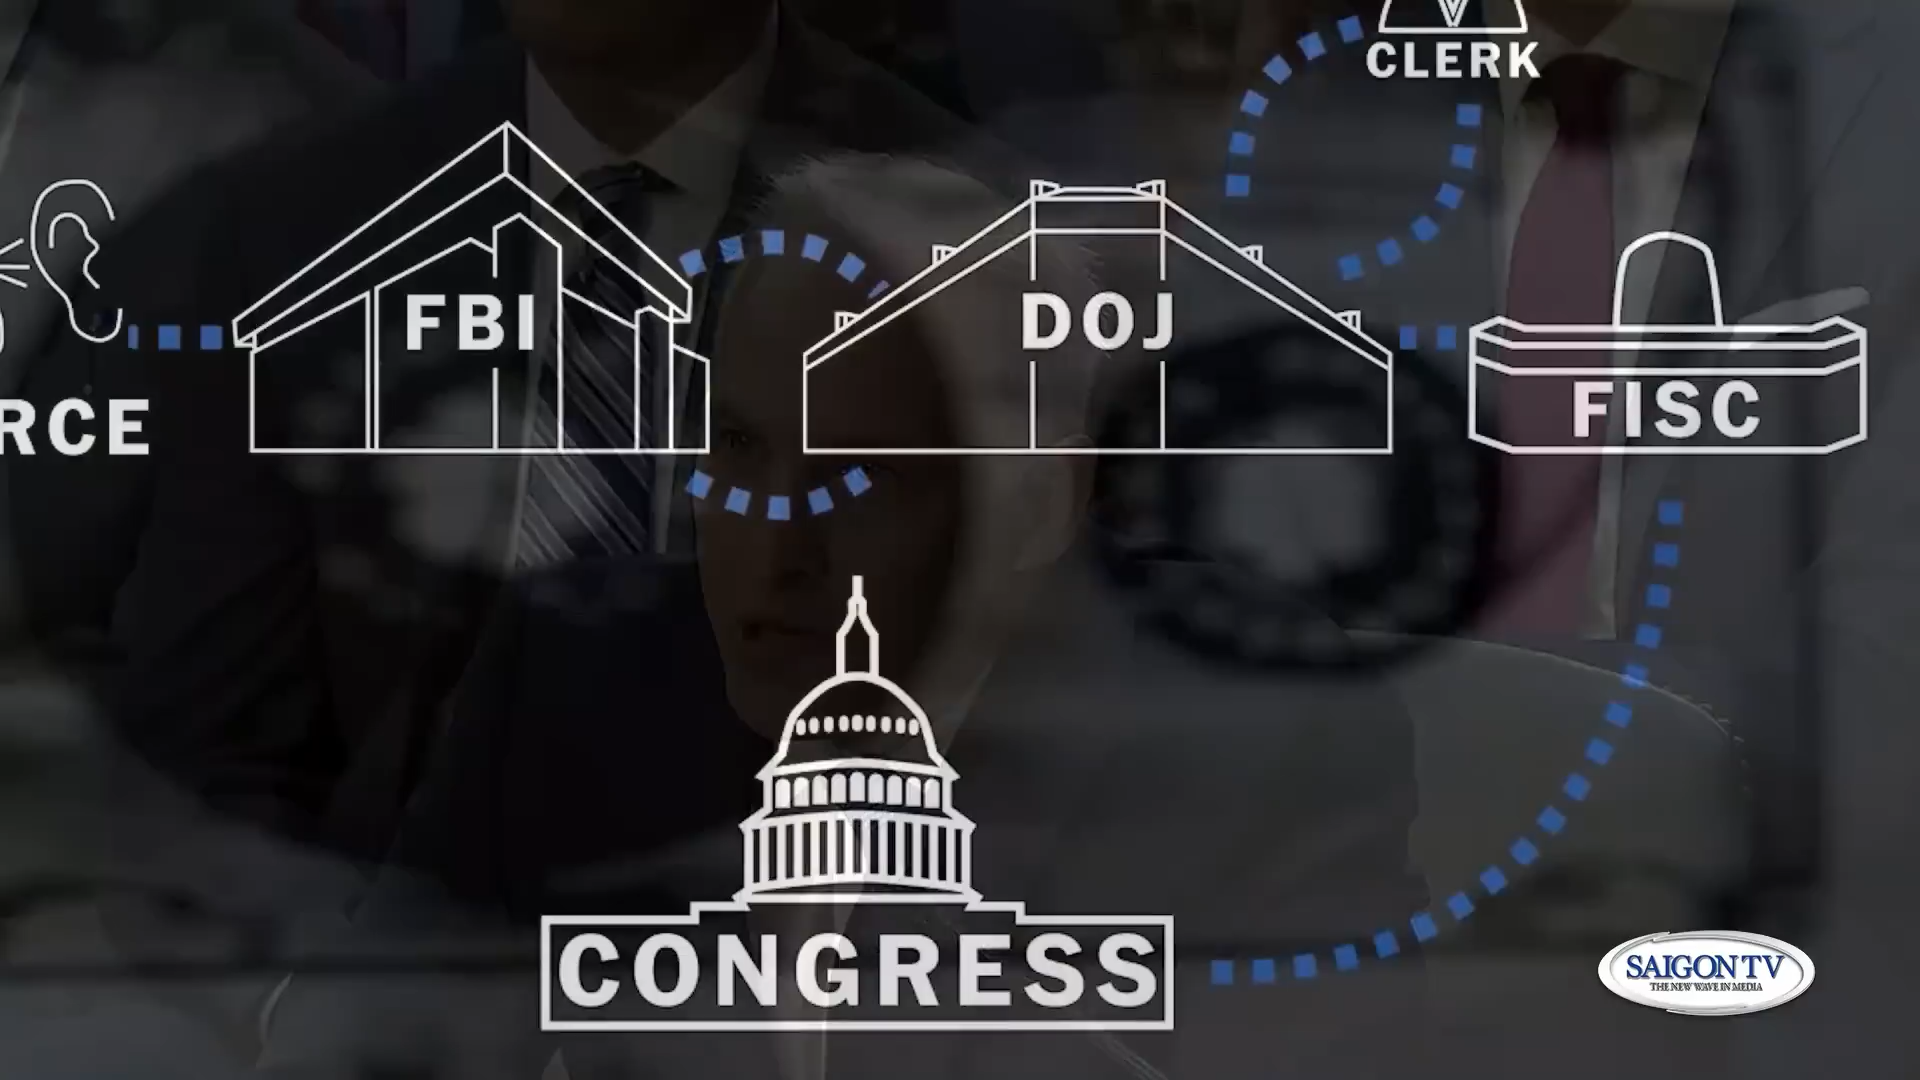 CLERK
FBI
DOJ
FISC
RCE
CONGRESS
SAIGON TV
THE NEW WAVE IN MEDIA